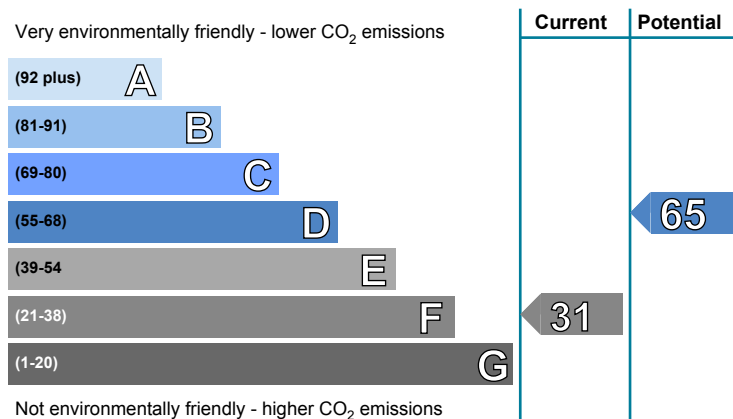 Current Potential
Very environmentally friendly - lower CO2 emissions
(92 plus) A
(81-91) B
(69-80) C
(55-68) D
65
(39-54 E
(21-38) F
31
(1-20) G
Not environmentally friendly - higher CO2 emissions